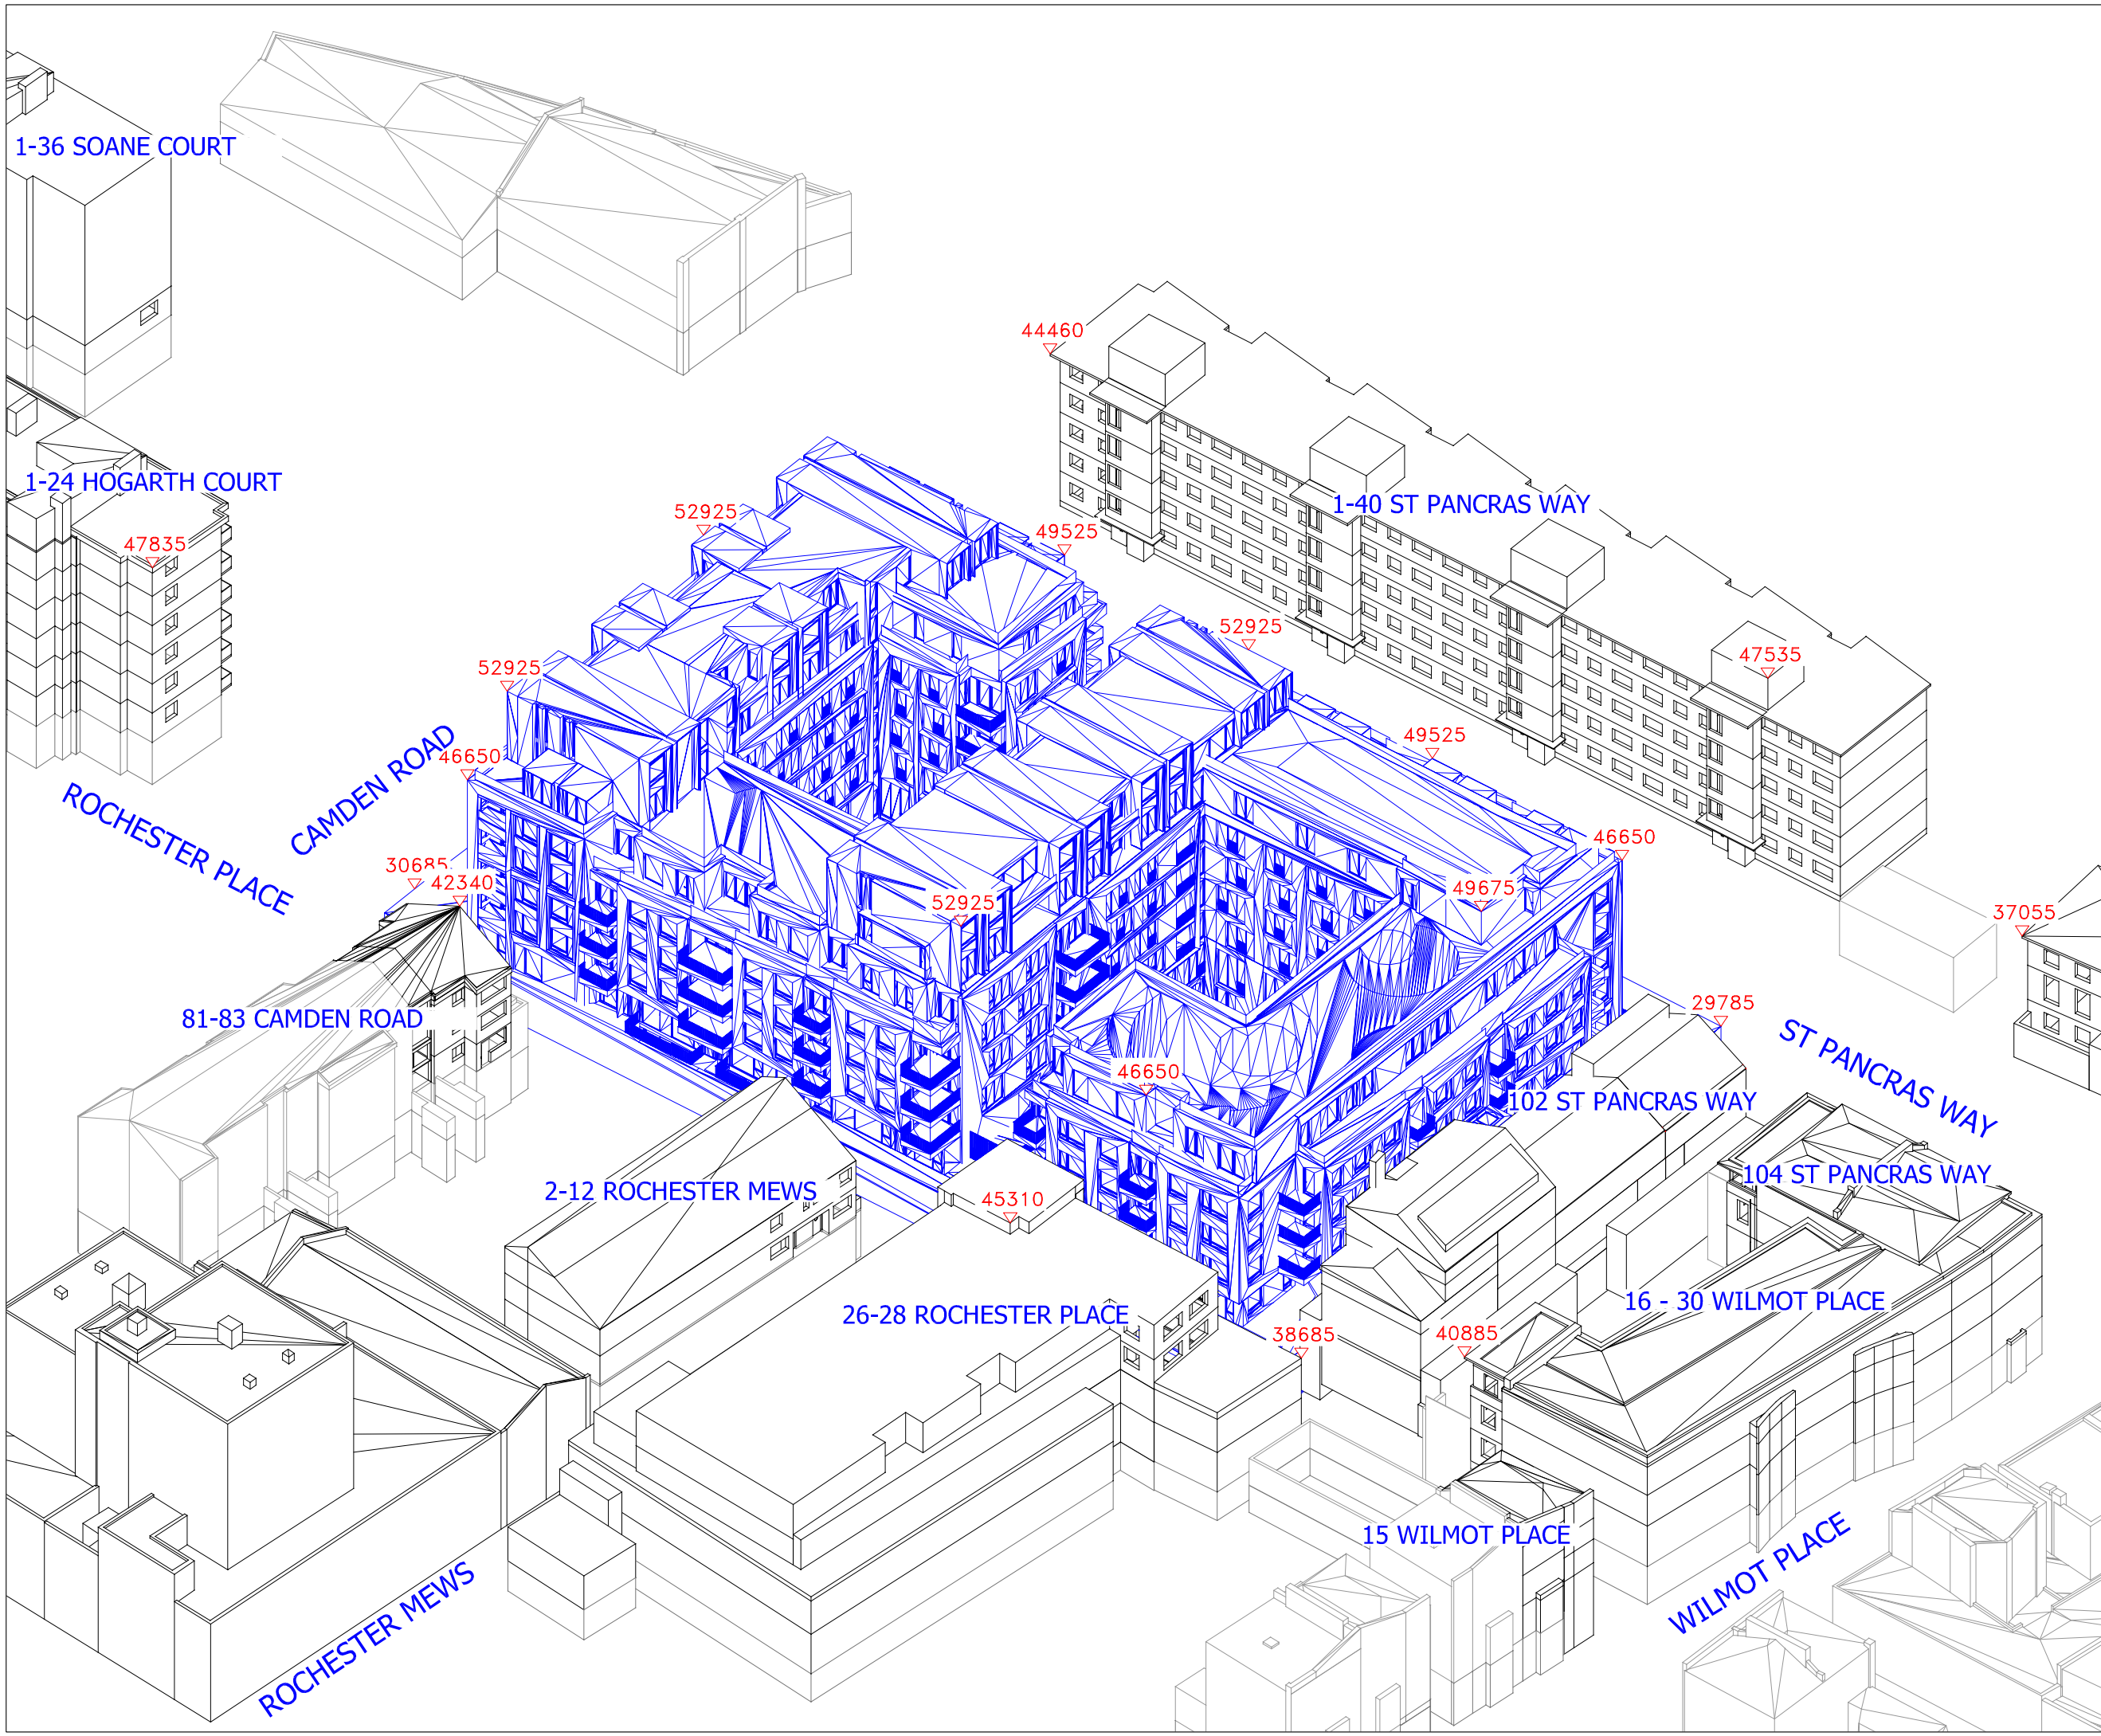 1-36 SOANE COURT
44460
1-24 HOGARTH COURT
1-40 ST PANCRAS WAY
52925
49525
47835
52925
47535
52925
CAMDEN ROAD
49525
46650
ROCHESTER PLACE
46650
30685
42340
49675
52925
37055
81-83 CAMDEN ROAD
29785
ST PANCRAS WAY
46650
102 ST PANCRAS WAY
104 ST PANCRAS WAY
2-12 ROCHESTER MEWS
45310
16 - 30 WILMOT PLACE
26-28 ROCHESTER PLACE
38685
40885
15 WILMOT PLACE
WILMOT PLACE
ROCHESTER MEWS